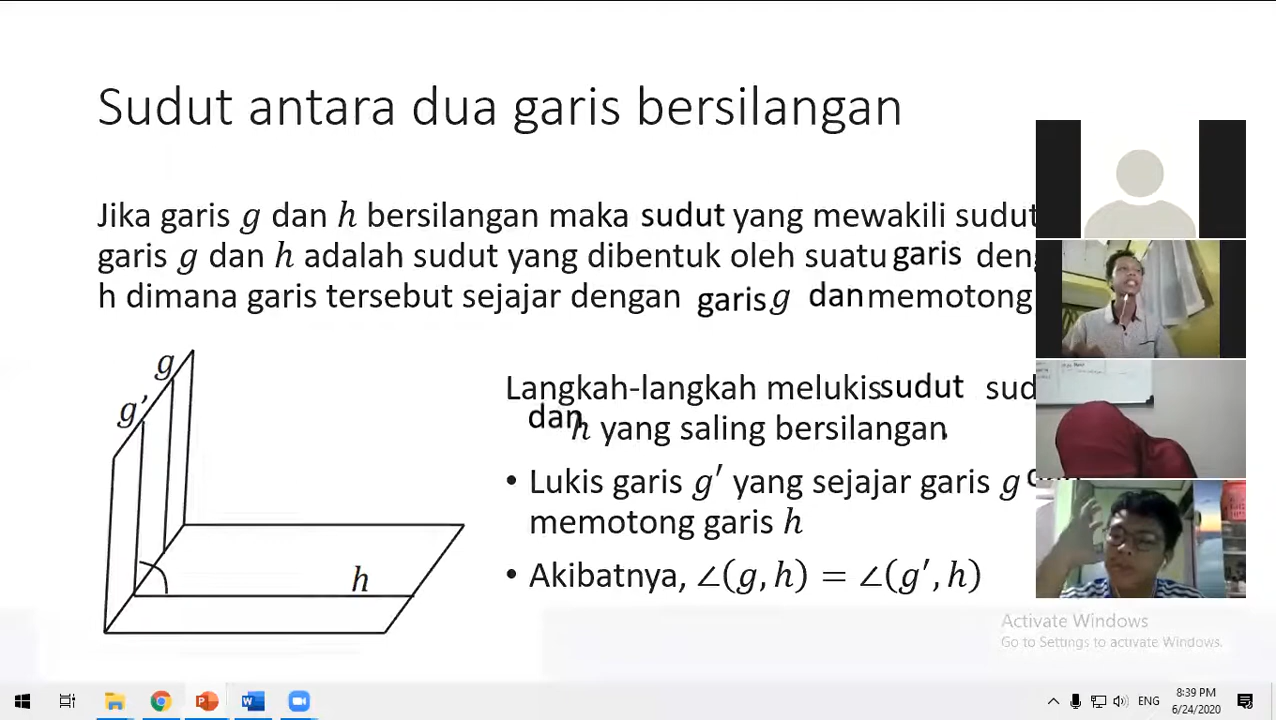 Sudut antara dua garis bersilangan
Jika garis g dan h bersilangan maka sudut yang mewakili sudut
garis g dan h adalah sudut yang dibentuk oleh suatu garis
h dimana garis tersebut sejajar dengan garis g dan memotong
g
g'
h
Langkah-langkah melukis sudut
dan h yang saling bersilangan.
• Lukis garis g′ yang sejajar garis g
memotong garis h
• Akibatnya, ∠(g, h) = ∠(g′, h)
Activate Windows
Go to Settings to activate Windows.
ENG
8:39 PM
6/24/2020